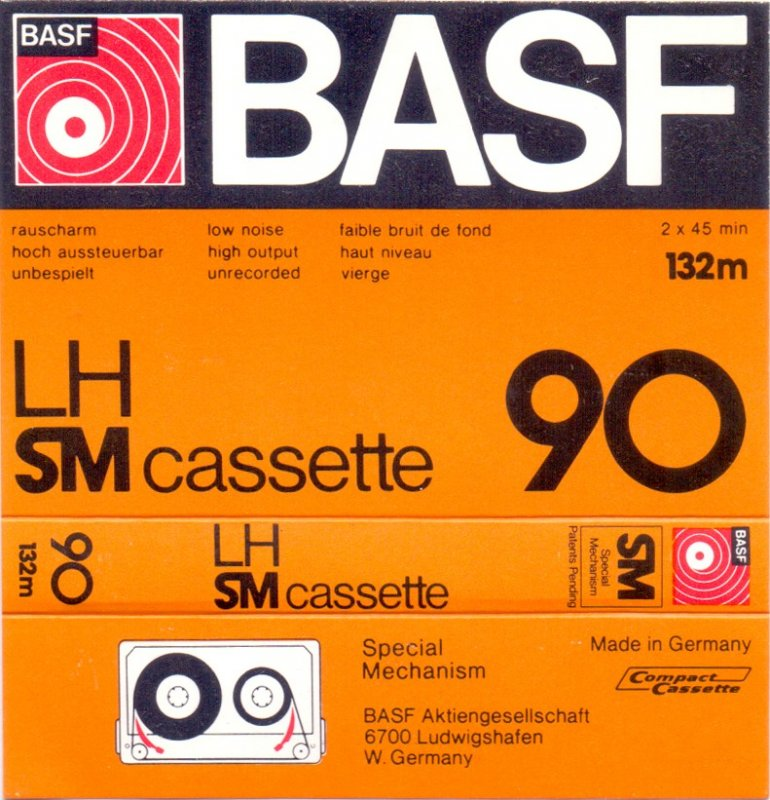 BASF
BASF
rauscharm
hoch aussteuerbar
unbespielt
low noise
high output
unrecorded
faible bruit de fond
haut niveau
vierge
2 x 45 min
132m
LH
SM cassette
90
90
132m
LH
SM cassette
SM
Special
Mechanism
Patents Pending
BASF
Special
Mechanism
BASF Aktiengesellschaft
6700 Ludwigshafen
W. Germany
Made in Germany
Compact
Cassette